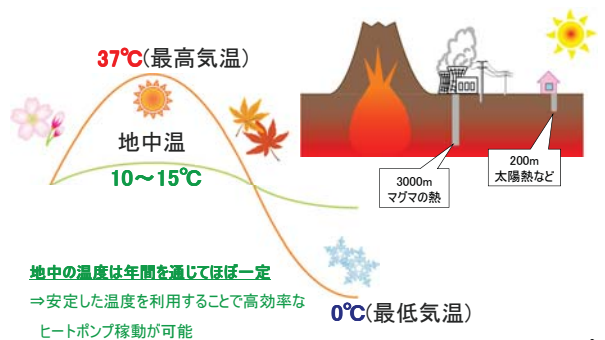 37℃(最高気温)
地中温
10～15℃
3000m
マグマの熱
200m
太陽熱など
地中の温度は年間を通じてほぼ一定
⇒安定した温度を利用することで高効率な
ヒートポンプ稼動が可能
0℃(最低気温)